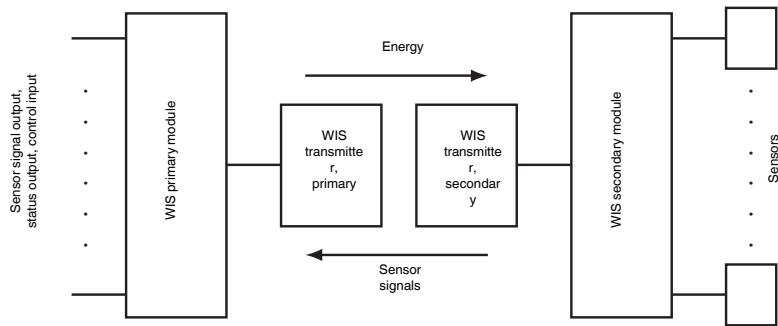 Sensor signal output,
status output, control input
WIS primary module
Energy
WIS
transmitte
r,
primary
WIS
transmitte
r,
secondar
y
Sensor
signals
WIS secondary module
Sensors